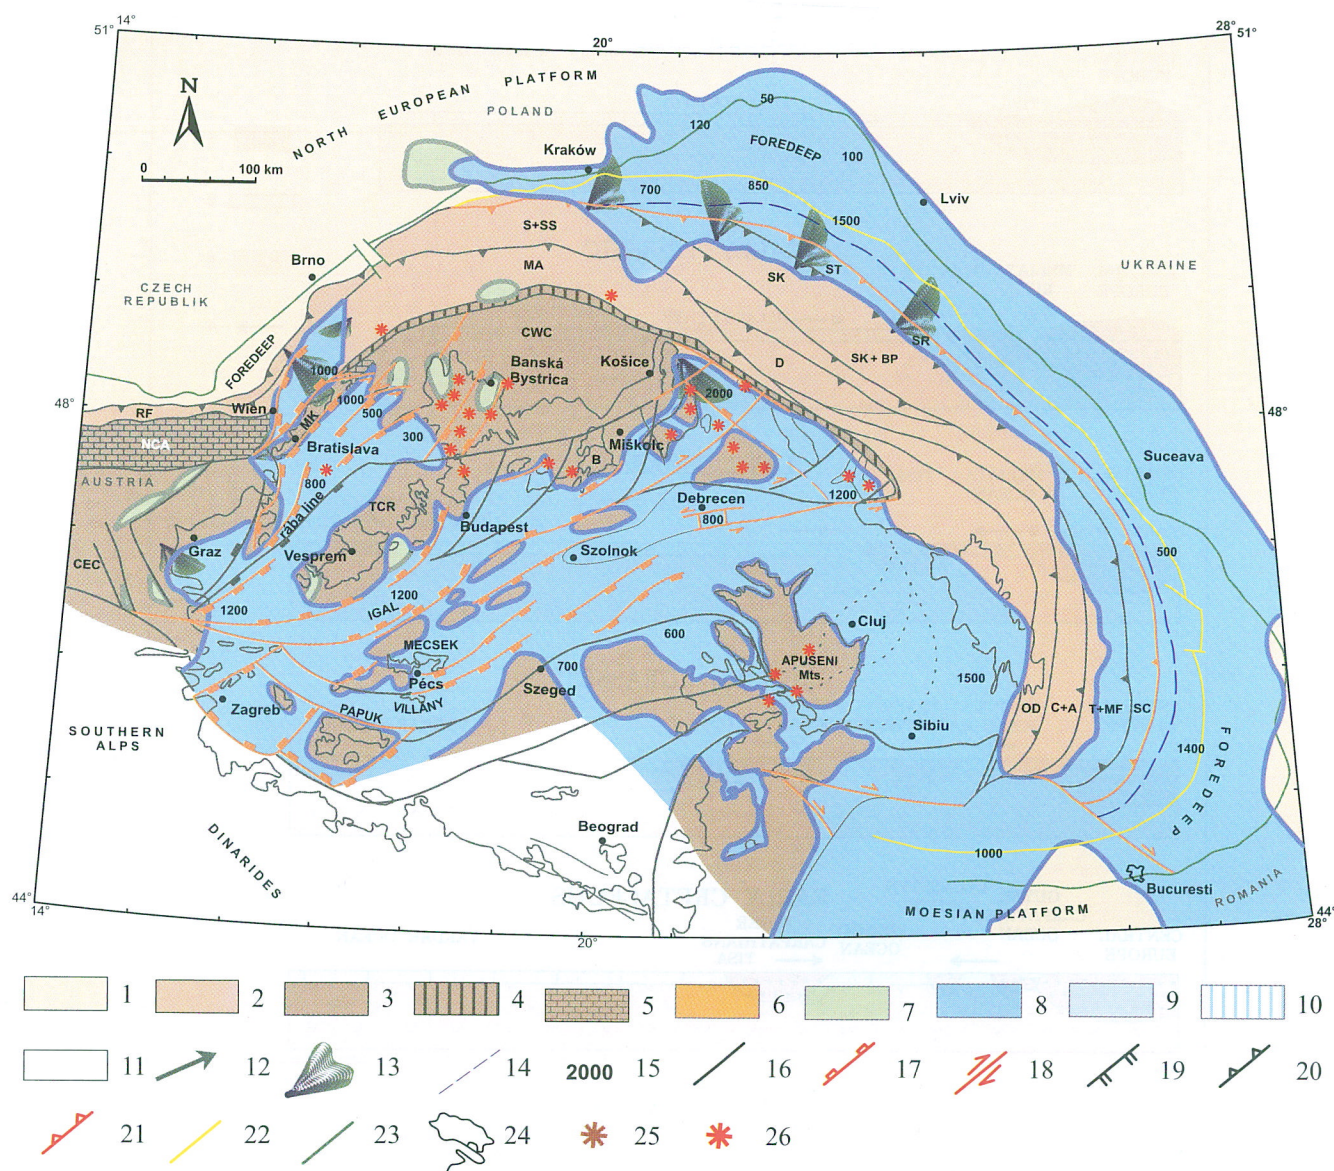 51° 14°
20°
28° 51°
N
0 100 km
NORTH EUROPEAN PLATFORM
POLAND
Kraków
50
120
FOREDEEP
100
700
850
1500
Lviv
UKRAINE
S+SS
MA
SK
ST
SR
SK+BP
D
Brno
CZECH
REPUBLIK
FOREDEEP
CWC
Banská
Bystrica
Košice
1000
1000
500
300
2000
48°
RF
Wièn
MK
Bratislava
NCA
AUSTRIA
800
rába line
Miškolc
B
48°
Suceava
TCR
Budapest
Debrecen
800
1200
Graz
Vesprem
Szolnok
CEC
1200
1200
IGAL
500
MECSEK
600
Cluj
APUSENI
Mts.
Pécs
VILLÁNY
700
Szeged
1500
OD
C+A
T+MF
SC
Zagreb
PAPUK
Sibiu
SOUTHERN
ALPS
1400
FOREDEEP
DINARIDES
Beograd
1000
Bucuresti
ROMANIA
MOESIAN PLATFORM
44°
14°
20°
44°
28°
1 2 3 4 5 6 7 8 9 10
11 12 13 14 2000 15 16 17 18 19 20
21 22 23 24 25 26